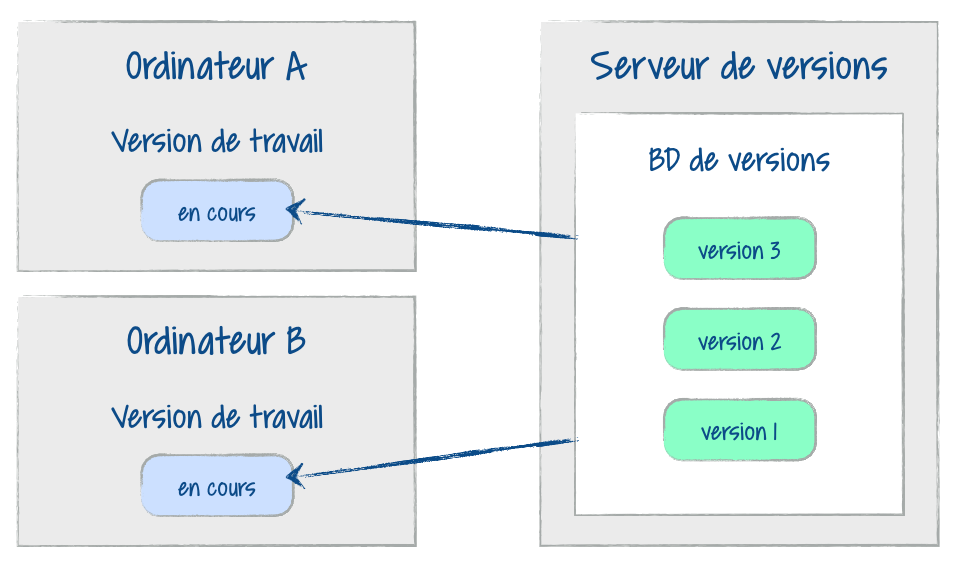 Ordinateur A
Version de travail
en cours
Ordinateur B
Version de travail
en cours
Serveur de versions
BD de versions
version 3
version 2
version 1